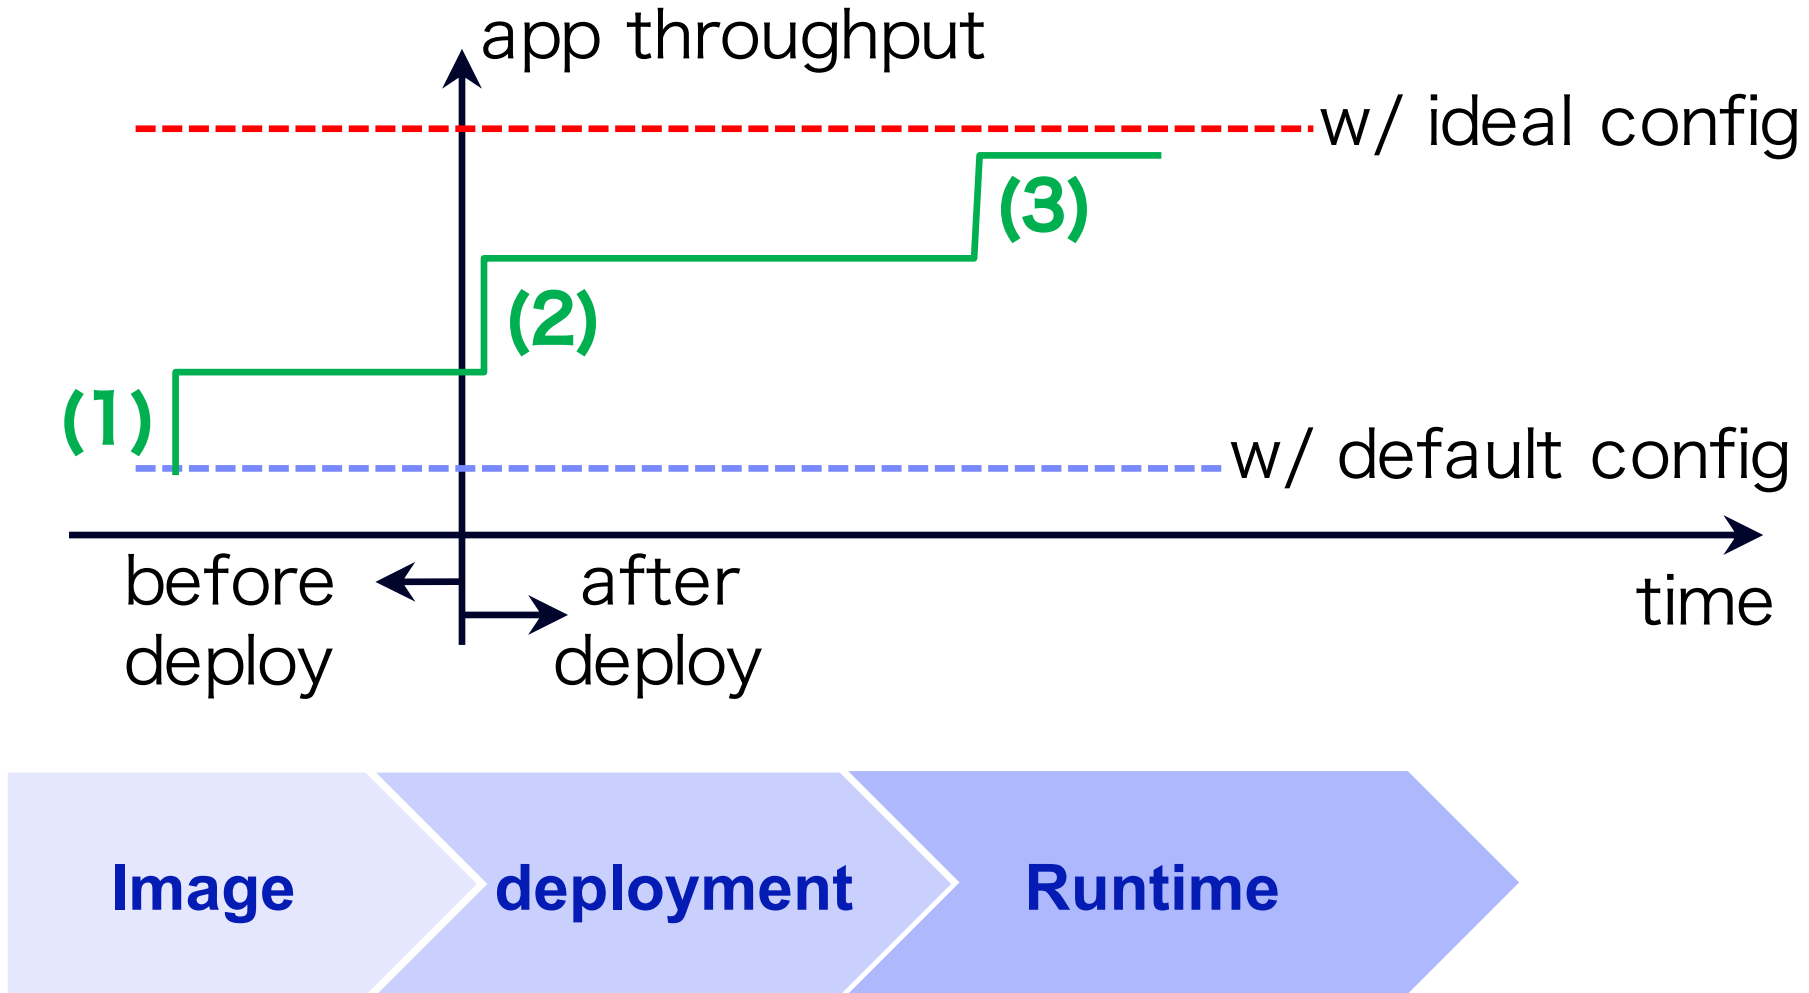 app throughput
w/ ideal config
(3)
(2)
(1)
w/ default config
before
deploy
after
deploy
time
Image
deployment
Runtime